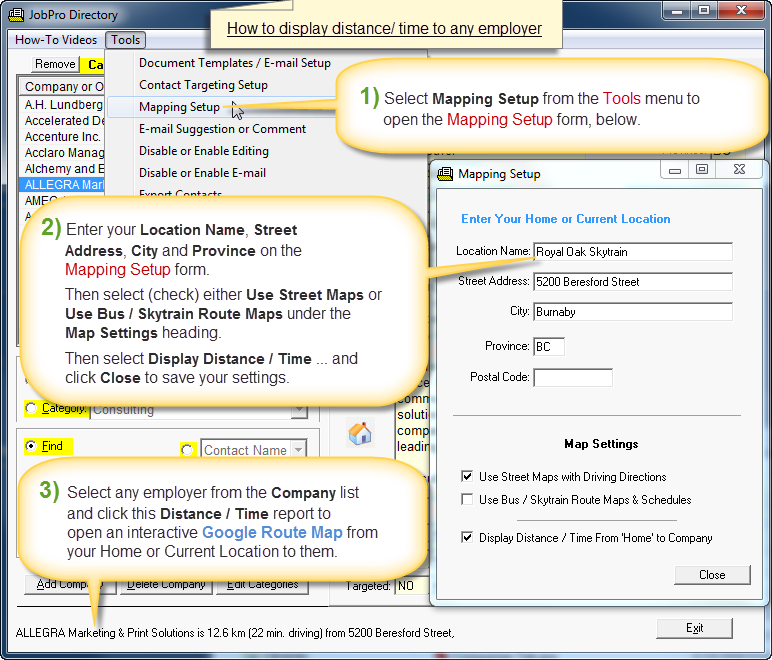 JobPro Directory
How to display distance/ time to any employer
How-To Videos
Tools
Remove
Document Templates / E-mail Setup
Contact Targeting Setup
Mapping Setup
E-mail Suggestion or Comment
Disable or Enable Editing
Disable or Enable E-mail
Export Contacts
Company or O
A.H. Lundberg
Accelerated De
Accenture Inc.
Acclaro Manag
Alchemy and E
ALLEGRA Mar
1) Select Mapping Setup from the Tools menu to
open the Mapping Setup form, below.
2) Enter your Location Name, Street
Address, City and Province on the
Mapping Setup form.
Then select (check) either Use Street Maps or
Use Bus / Skytrain Route Maps under the
Map Settings heading.
Then select Display Distance / Time ... and
click Close to save your settings.
Mapping Setup
Enter Your Home or Current Location
Location Name: Royal Oak Skytrain
Street Address: 5200 Beresford Street
City: Burnaby
Province: BC
Postal Code:
Map Settings
Use Street Maps with Driving Directions
Use Bus / Skytrain Route Maps & Schedules
Display Distance / Time From 'Home' to Company
Close
Category: Consulting
Find
Contact Name
comm
solutio
comp
leadin
3) Select any employer from the Company list
and click this Distance / Time report to
open an interactive Google Route Map from
your Home or Current Location to them.
Add Comp
Delete Company
Edit Categories
Targeted: NO
ALLEGRA Marketing & Print Solutions is 12.6 km (22 min. driving) from 5200 Beresford Street,
Exit